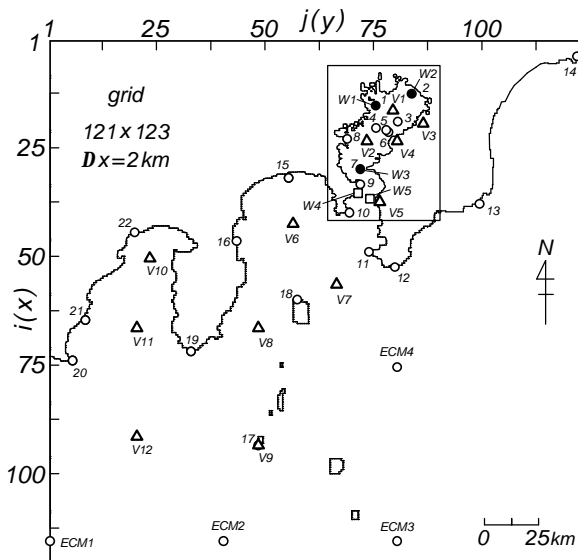 j(y)
1 25 50 75 100
1
14
W2
2
W1 1 V1
grid
4 5 3 V3
121x123
8 6
V2 V4
25
Dx=2km
7 W3
15
9 W5
W4
10 V5
13
22
16 V6
N
50
V10
11
12
i(x)
V7
21
18
V11 V8
19
20
ECM4
75
17
V12 V9
100
ECM1 ECM2 ECM3
0 25km